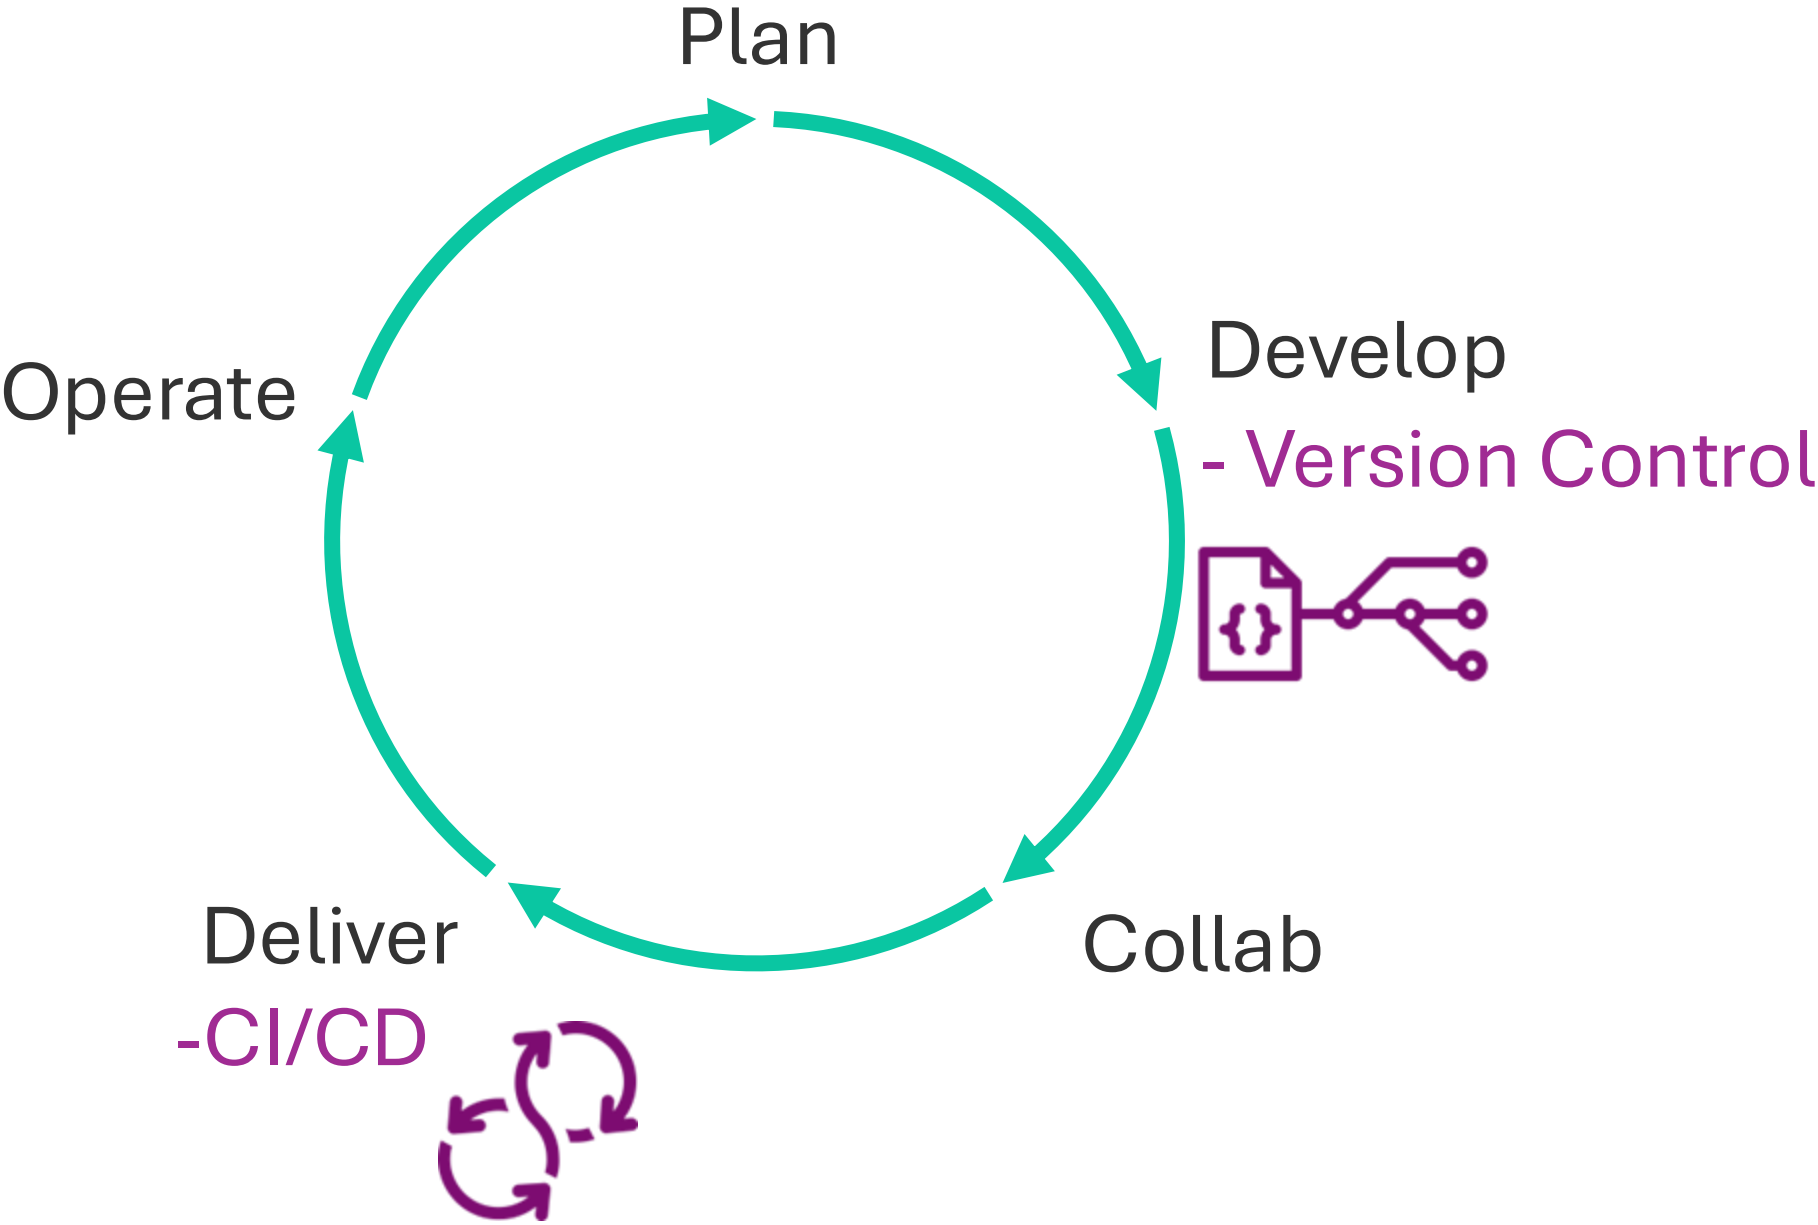 Plan
Develop
- Version Control
{}
Collab
Deliver
-CI/CD
Operate